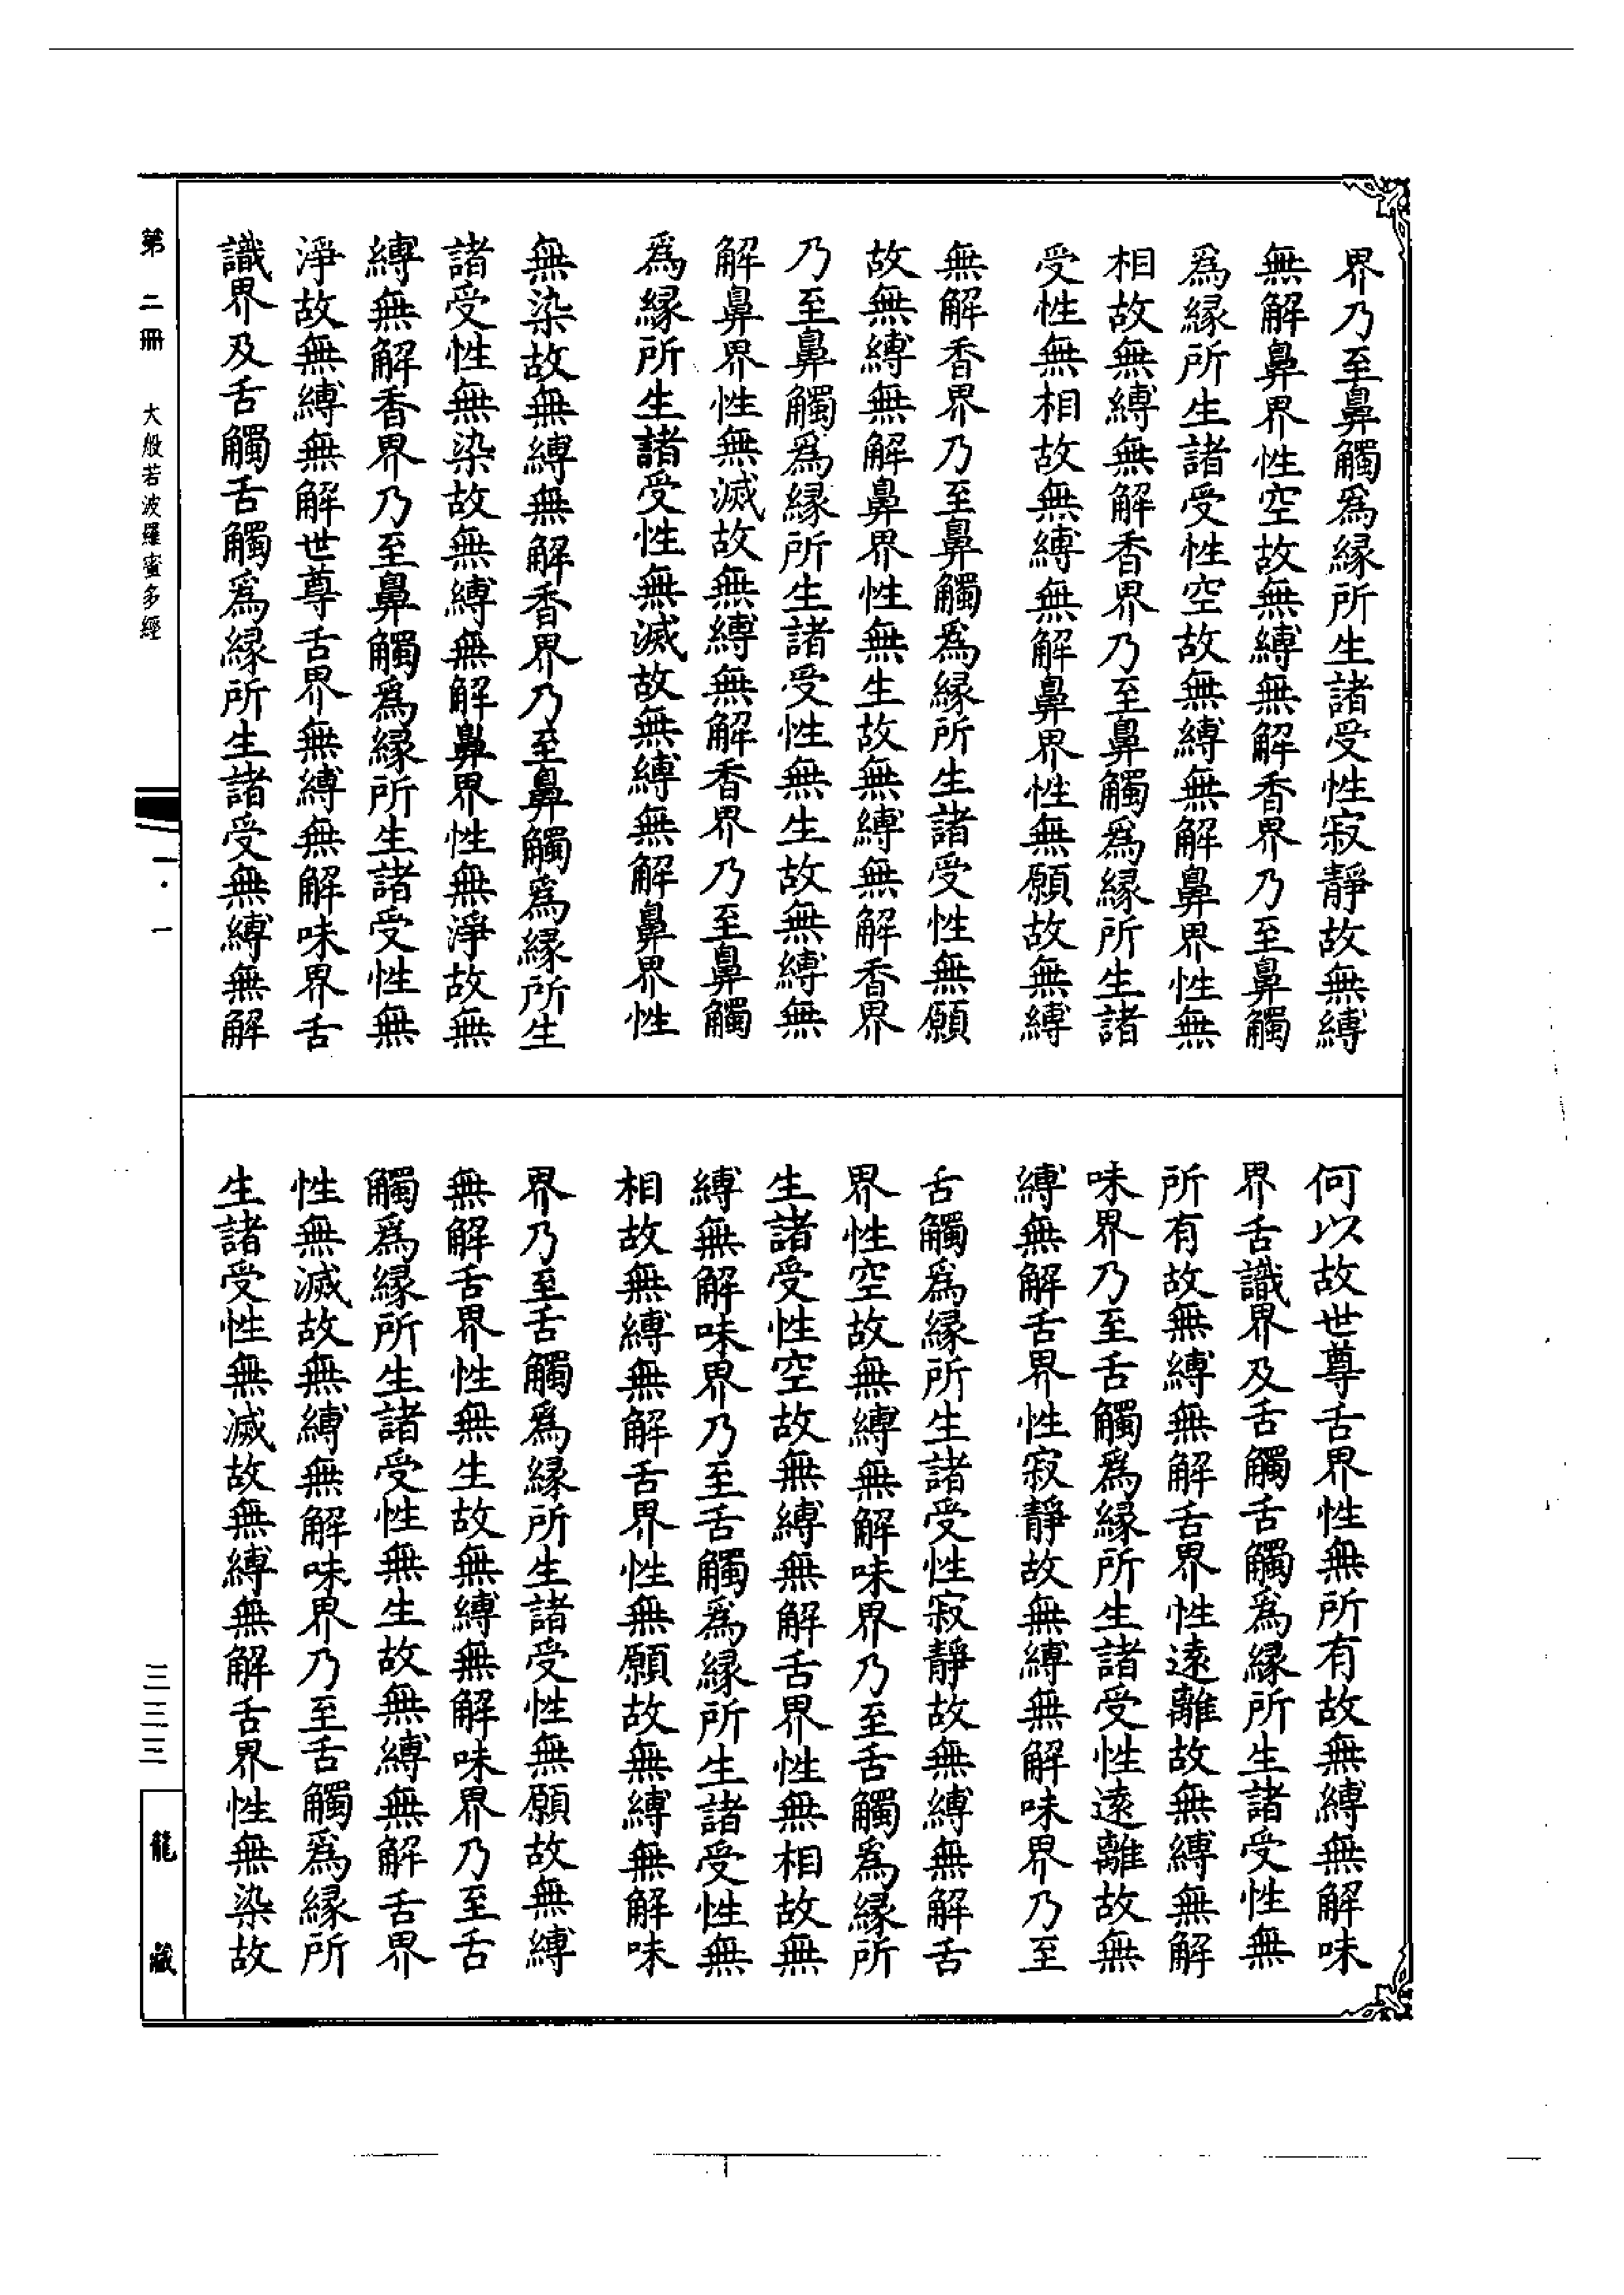 界乃至鼻觸爲緣所生諸受性寂靜故無縛
無解鼻界性空故無縛無解香界乃至鼻觸
爲緣所生諸受性空故無縛無解鼻界性無
相故無縛無解香界乃至鼻觸爲緣所生諸
受性無相故無縛無解鼻界性無願故無縛
無解香界乃至鼻觸爲緣所生諸受性無願
故無縛無解鼻界性無生故無縛無解香界
乃至鼻觸爲緣所生諸受性無生故無縛無
解鼻界性無滅故無縛無解香界乃至鼻觸
爲緣所生諸受性無滅故無縛無解鼻界性
無染故無縛無解香界乃至鼻觸爲緣所生
諸受性無染故無縛無解鼻界性無淨故無
縛無解香界乃至鼻觸爲緣所生諸受性無
淨故無縛無解世尊舌界無縛無解味界舌
識界及舌觸舌觸爲緣所生諸受無縛無解
何以故世尊舌界性無所有故無縛無解味
界舌識界及舌觸舌觸爲緣所生諸受性無
所有故無縛無解舌界性遠離故無縛無解
味界乃至舌觸爲緣所生諸受性遠離故無
縛無解舌界性寂靜故無縛無解味界乃至
舌觸爲緣所生諸受性寂靜故無縛無解舌
界性空故無縛無解味界乃至舌觸爲緣所
生諸受性空故無縛無解舌界性無相故無
縛無解味界乃至舌觸爲緣所生諸受性無
相故無縛無解舌界性無願故無縛無解味
界乃至舌觸爲緣所生諸受性無願故無縛
無解舌界性無生故無縛無解味界乃至舌
觸爲緣所生諸受性無生故無縛無解舌界
性無滅故無縛無解味界乃至舌觸爲緣所
生諸受性無滅故無縛無解舌界性無染故
第二冊 大般若波羅蜜多經
一·一
三三三
龍藏